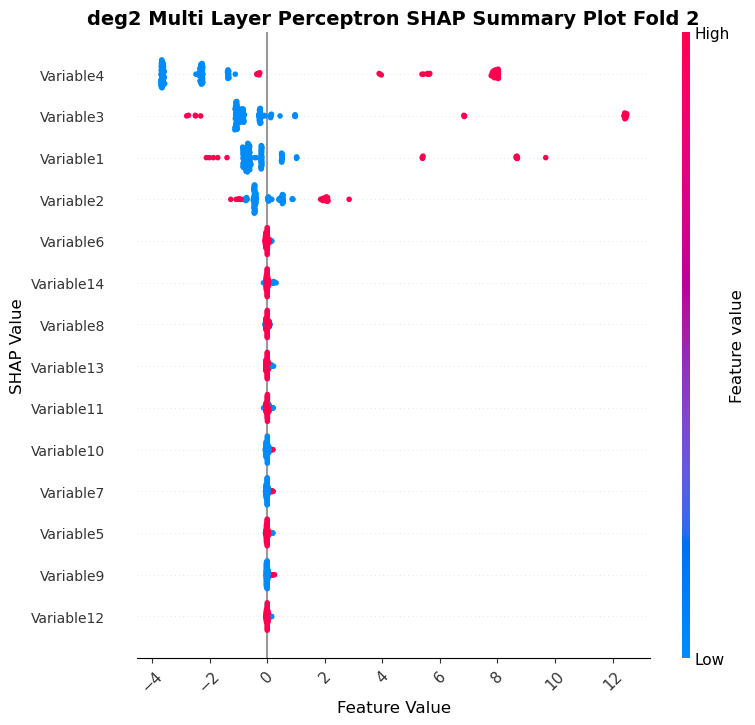 deg2 Multi Layer Perceptron SHAP Summary Plot Fold 2
High
Variable4
Variable3
Variable1
Variable2
Variable6
Variable14
Variable8
Variable13
Variable11
Variable10
Variable7
Variable5
Variable9
Variable12
SHAP Value
Feature value
Low
−4 −2 0 2 4 6 8 10 12
Feature Value